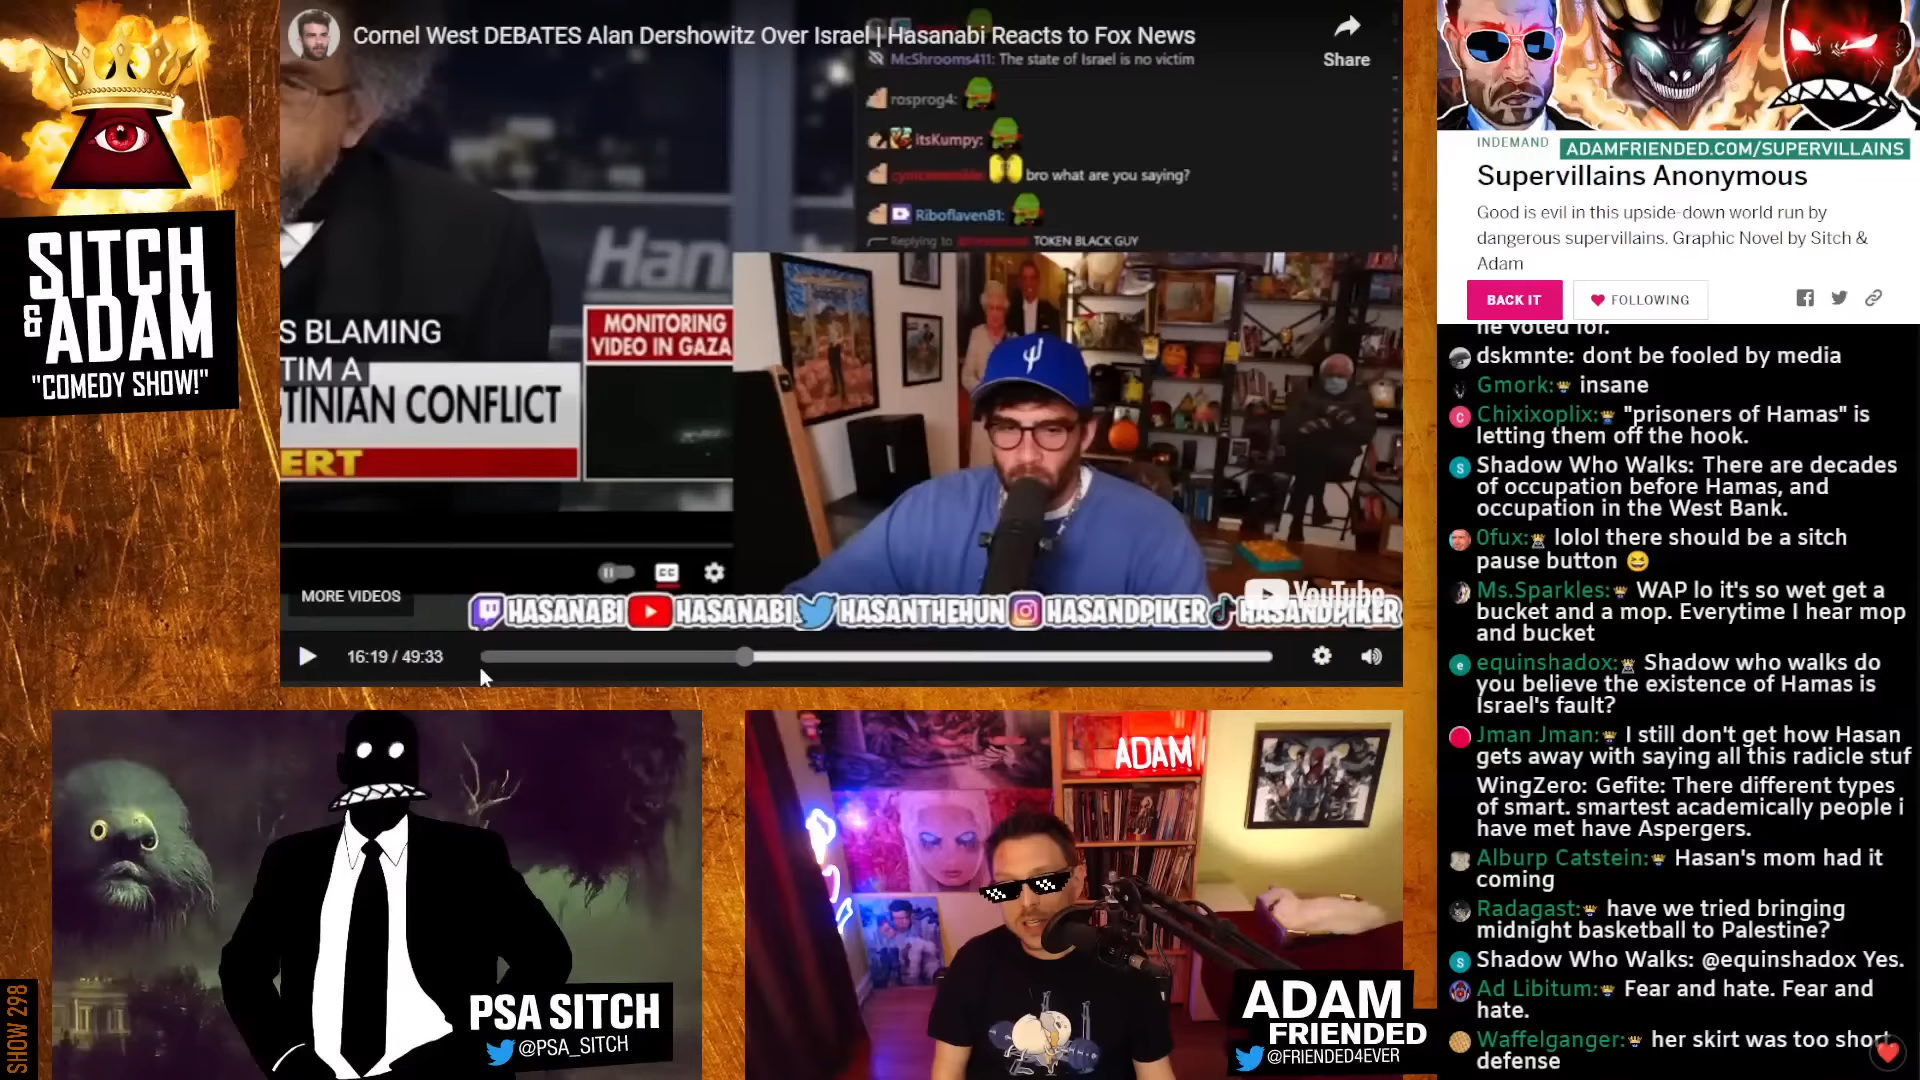 SITCH
& ADAM
"COMEDY SHOW!"
SHOW 298
Cornel West DEBATES Alan Dershowitz Over Israel | Hasanabi Reacts to Fox News
Share
McShrooms411: The state of Israel is no victim
rosprog4:
itsKumpy:
bro what are you saying?
Riboflaven81:
Replying to
TOKEN BLACK GUY
Han
S BLAMING
TIM A
MONITORING
VIDEO IN GAZA
TINIAN CONFLICT
ERT
CC
MORE VIDEOS
YouTube
HASANABI HASANABI HASANTHEHUN HASANDPIKER HASANDPIKER
16:19 / 49:33
PSA SITCH
@PSA_SITCH
ADAM
ADAM
FRIENDED
@FRIENDED4EVER
INDEMAND
ADAMFRIENDED.COM/SUPERVILLAINS
Supervillains Anonymous
Good is evil in this upside-down world run by
dangerous supervillains. Graphic Novel by Sitch &
Adam
BACK IT
FOLLOWING
he voted for.
dskmnte: dont be fooled by media
Gmork: insane
Chixixoplix: "prisoners of Hamas" is
letting them off the hook.
Shadow Who Walks: There are decades
of occupation before Hamas, and
occupation in the West Bank.
0fux: lolol there should be a sitch
pause button 😆
Ms.Sparkles: WAP lo it's so wet get a
bucket and a mop. Everytime I hear mop
and bucket
equinshadox: Shadow who walks do
you believe the existence of Hamas is
Israel's fault?
Jman Jman: I still don't get how Hasan
gets away with saying all this radicle stuf
WingZero: Gefite: There different types
of smart. smartest academically people i
have met have Aspergers.
Alburp Catstein: Hasan's mom had it
coming
Radagast: have we tried bringing
midnight basketball to Palestine?
Shadow Who Walks: @equinshadox Yes.
Ad Libitum: Fear and hate. Fear and
hate.
Waffelganger: her skirt was too short
defense